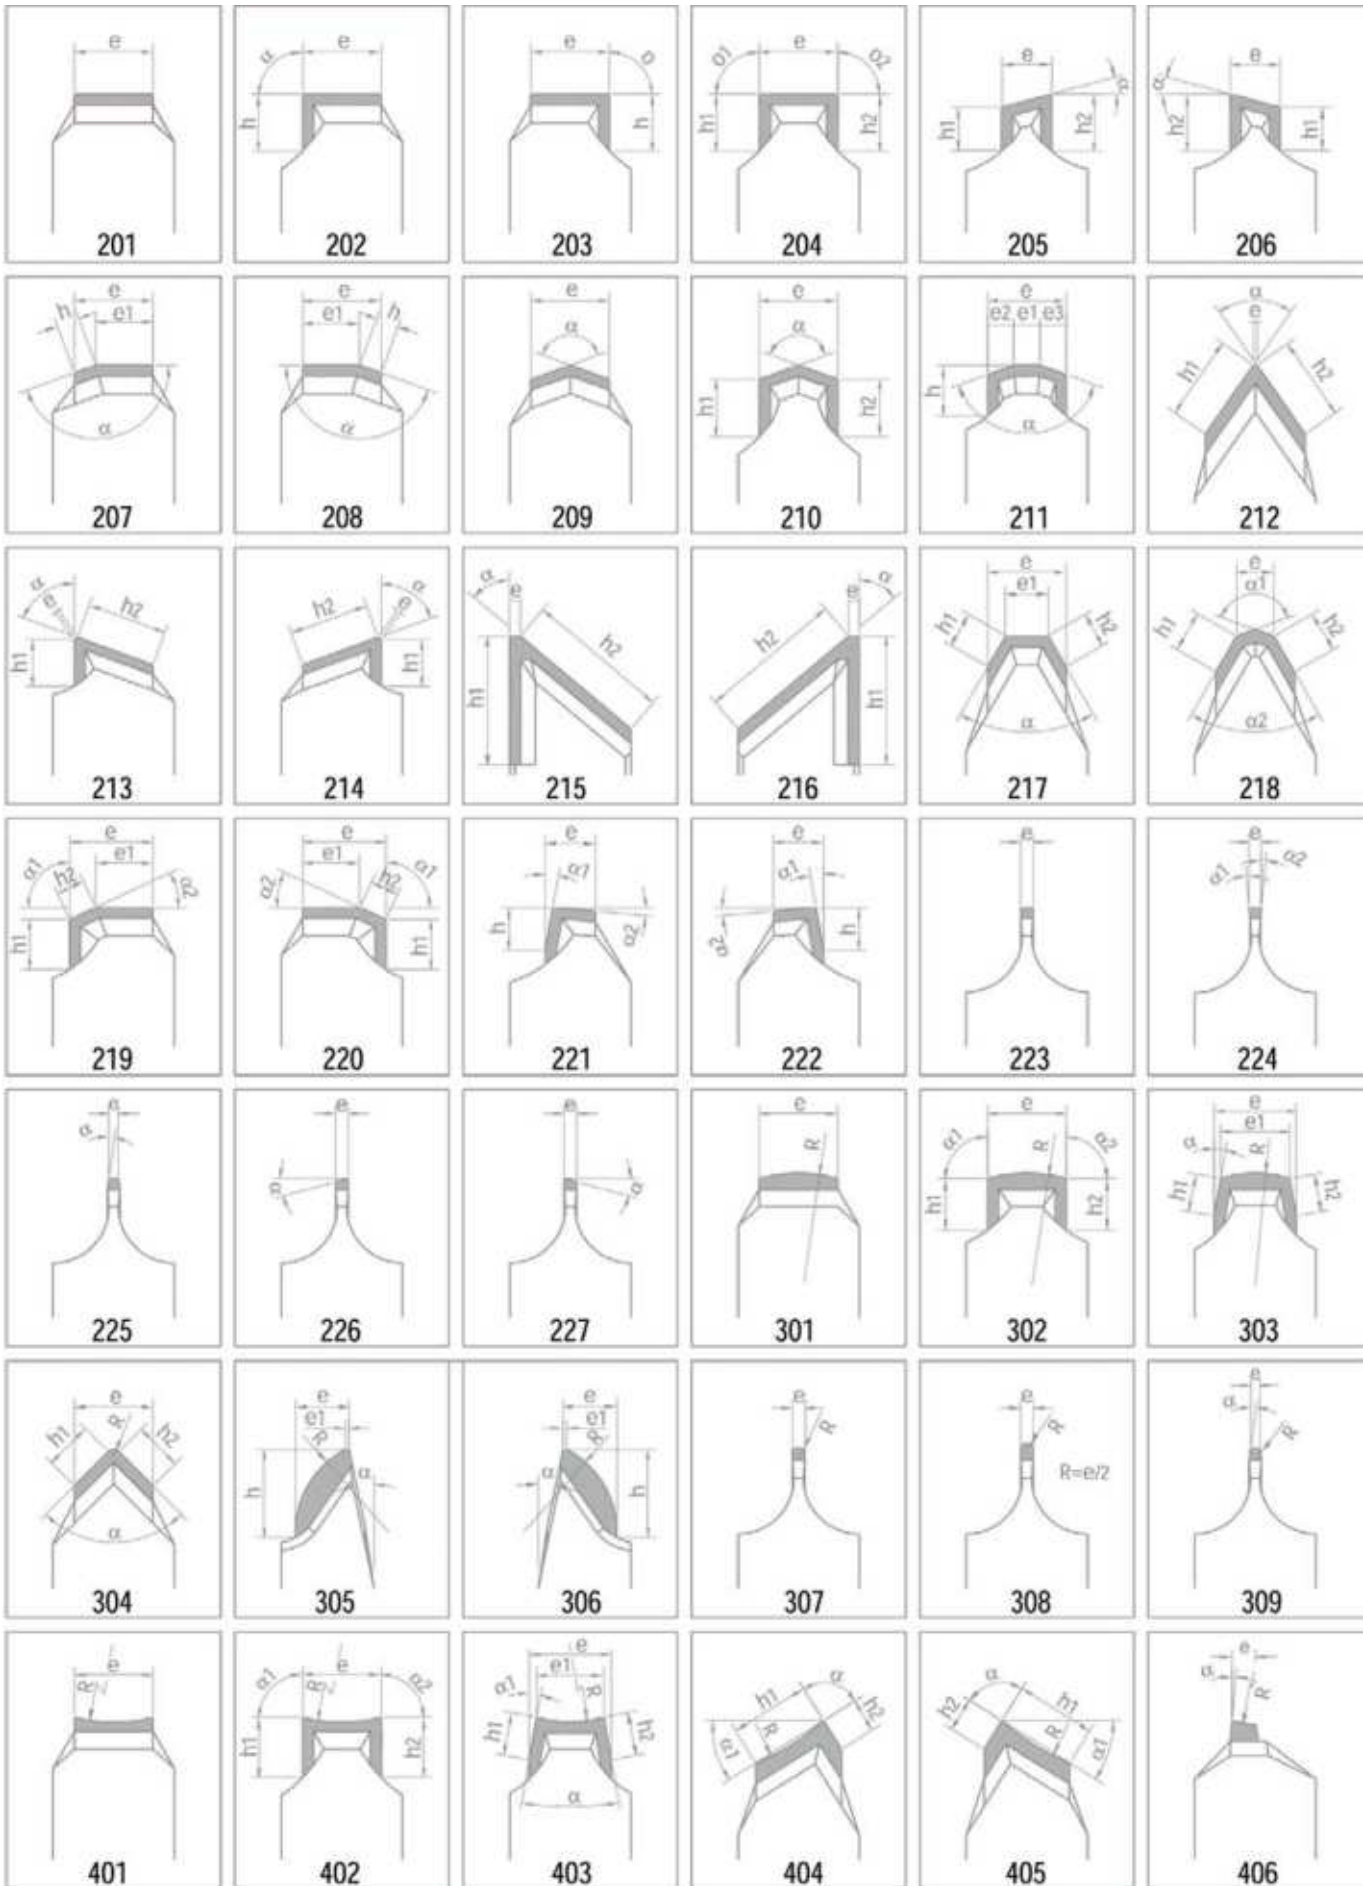 e
201
α e
h
202
e o
h
203
o1 e o2
h1 h2
204
e
α
h1 h2
205
e
α
h2 h1
206
e
h e1
α
207
e
e1 h
α
208
e
α
209
e
α
h1 h2
210
e
e2 e1 e3
h
α
211
α
e
h1 h2
212
α
e h2
h1
213
α
h2 e
h1
214
α
e
h2
h1
215
α
e
h2
h1
216
e
e1
h1 h2
α
217
e
α1
h1 h2
α2
218
e
α1 e1
h2 α2
h1
219
e
e1 α1
α2 h2
h1
220
e
α1
h
α2
221
e
α1
α2 h
222
e
223
e
α1 α2
224
e
α
225
e
α
226
e
α
227
e
R
301
e
α1 R α2
h1 h2
302
e
e1
α R
h1 h2
303
e
h1 R h2
α
304
e
e1
R
h α
305
e
e1
R
α h
306
e
R
307
e
R
R=e/2
308
e
α
R
309
e
R
401
α1 e α2
R
h1 h2
402
e
e1
α1 R
h1 h2
α
403
α
h1 h2
R
α1
404
α
h2 h1
R
α1
405
e
α
R
406